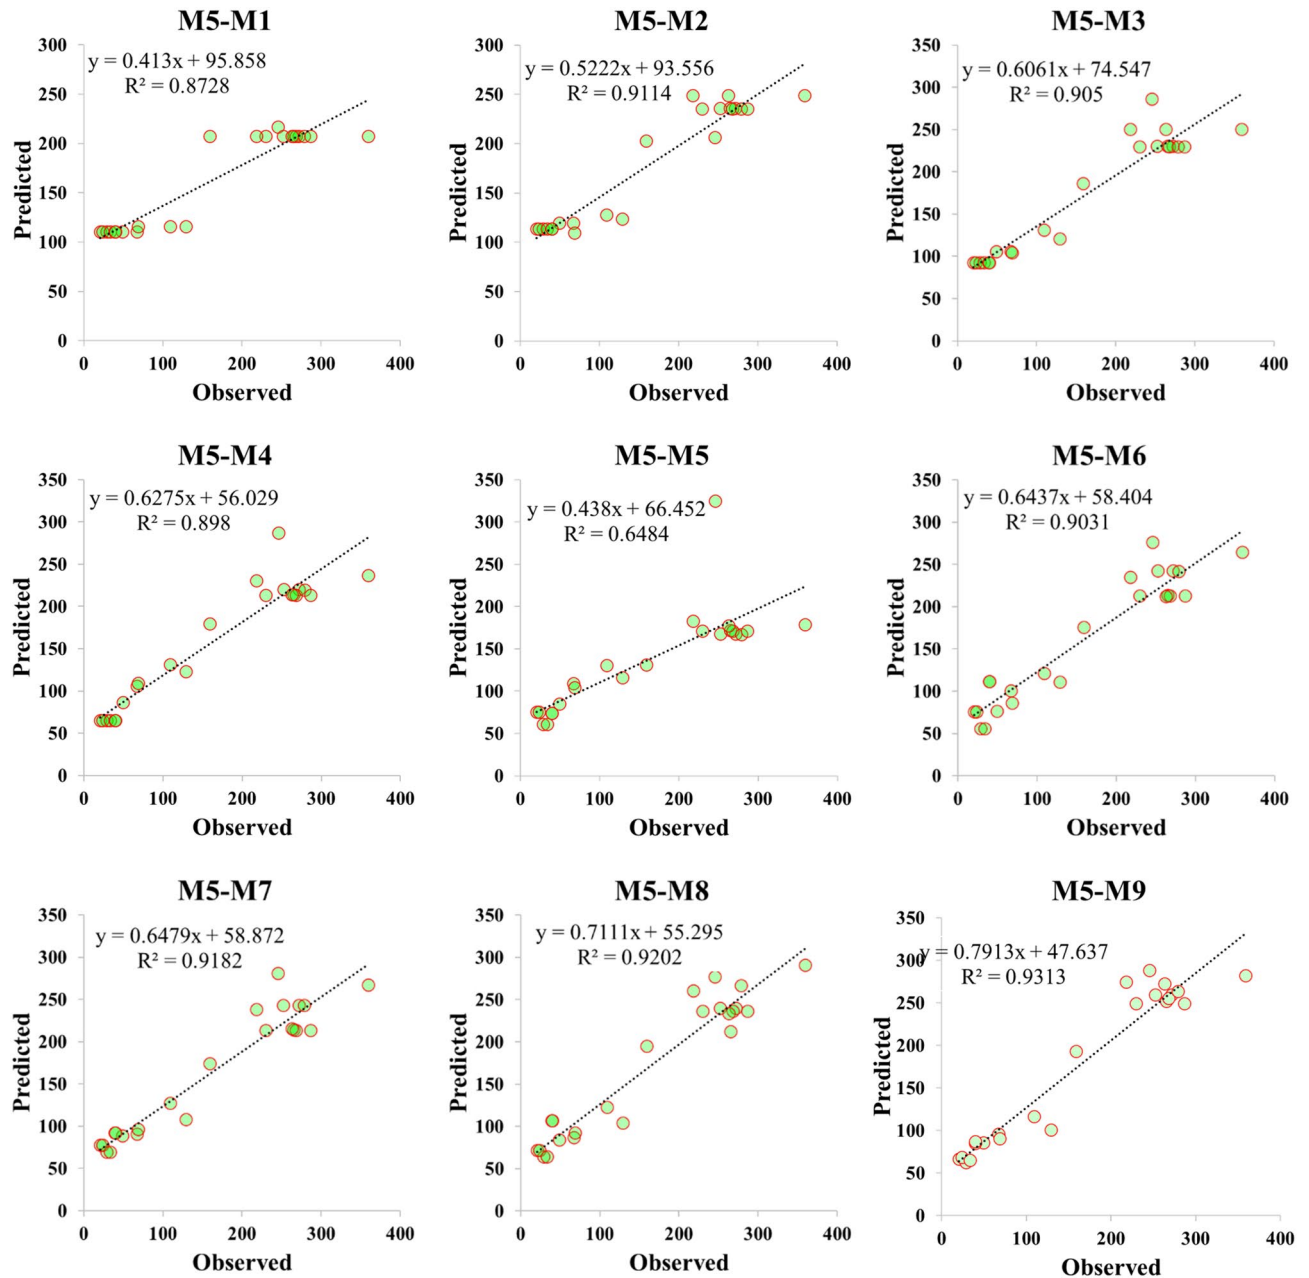 M5-M1
y = 0.413x + 95.858
R² = 0.8728
300
250
200
150
100
50
0
0 100 200 300 400
Predicted
Observed
M5-M2
y = 0.5222x + 93.556
R² = 0.9114
300
250
200
150
100
50
0
0 100 200 300 400
Predicted
Observed
M5-M3
y = 0.6061x + 74.547
R² = 0.905
350
300
250
200
150
100
50
0
0 100 200 300 400
Predicted
Observed
M5-M4
y = 0.6275x + 56.029
R² = 0.898
350
300
250
200
150
100
50
0
0 100 200 300 400
Predicted
Observed
M5-M5
y = 0.438x + 66.452
R² = 0.6484
350
300
250
200
150
100
50
0
0 100 200 300 400
Predicted
Observed
M5-M6
y = 0.6437x + 58.404
R² = 0.9031
350
300
250
200
150
100
50
0
0 100 200 300 400
Predicted
Observed
M5-M7
y = 0.6479x + 58.872
R² = 0.9182
350
300
250
200
150
100
50
0
0 100 200 300 400
Predicted
Observed
M5-M8
y = 0.7111x + 55.295
R² = 0.9202
350
300
250
200
150
100
50
0
0 100 200 300 400
Predicted
Observed
M5-M9
y = 0.7913x + 47.637
R² = 0.9313
350
300
250
200
150
100
50
0
0 100 200 300 400
Predicted
Observed